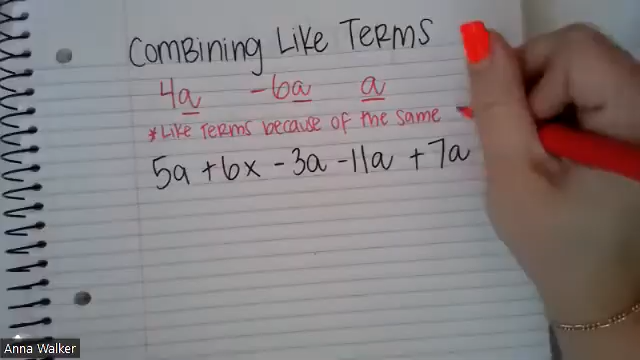 Combining Like Terms
4a -6a a
*Like Terms because of the same
5a + 6x - 3a - 11a + 7a
Anna Walker